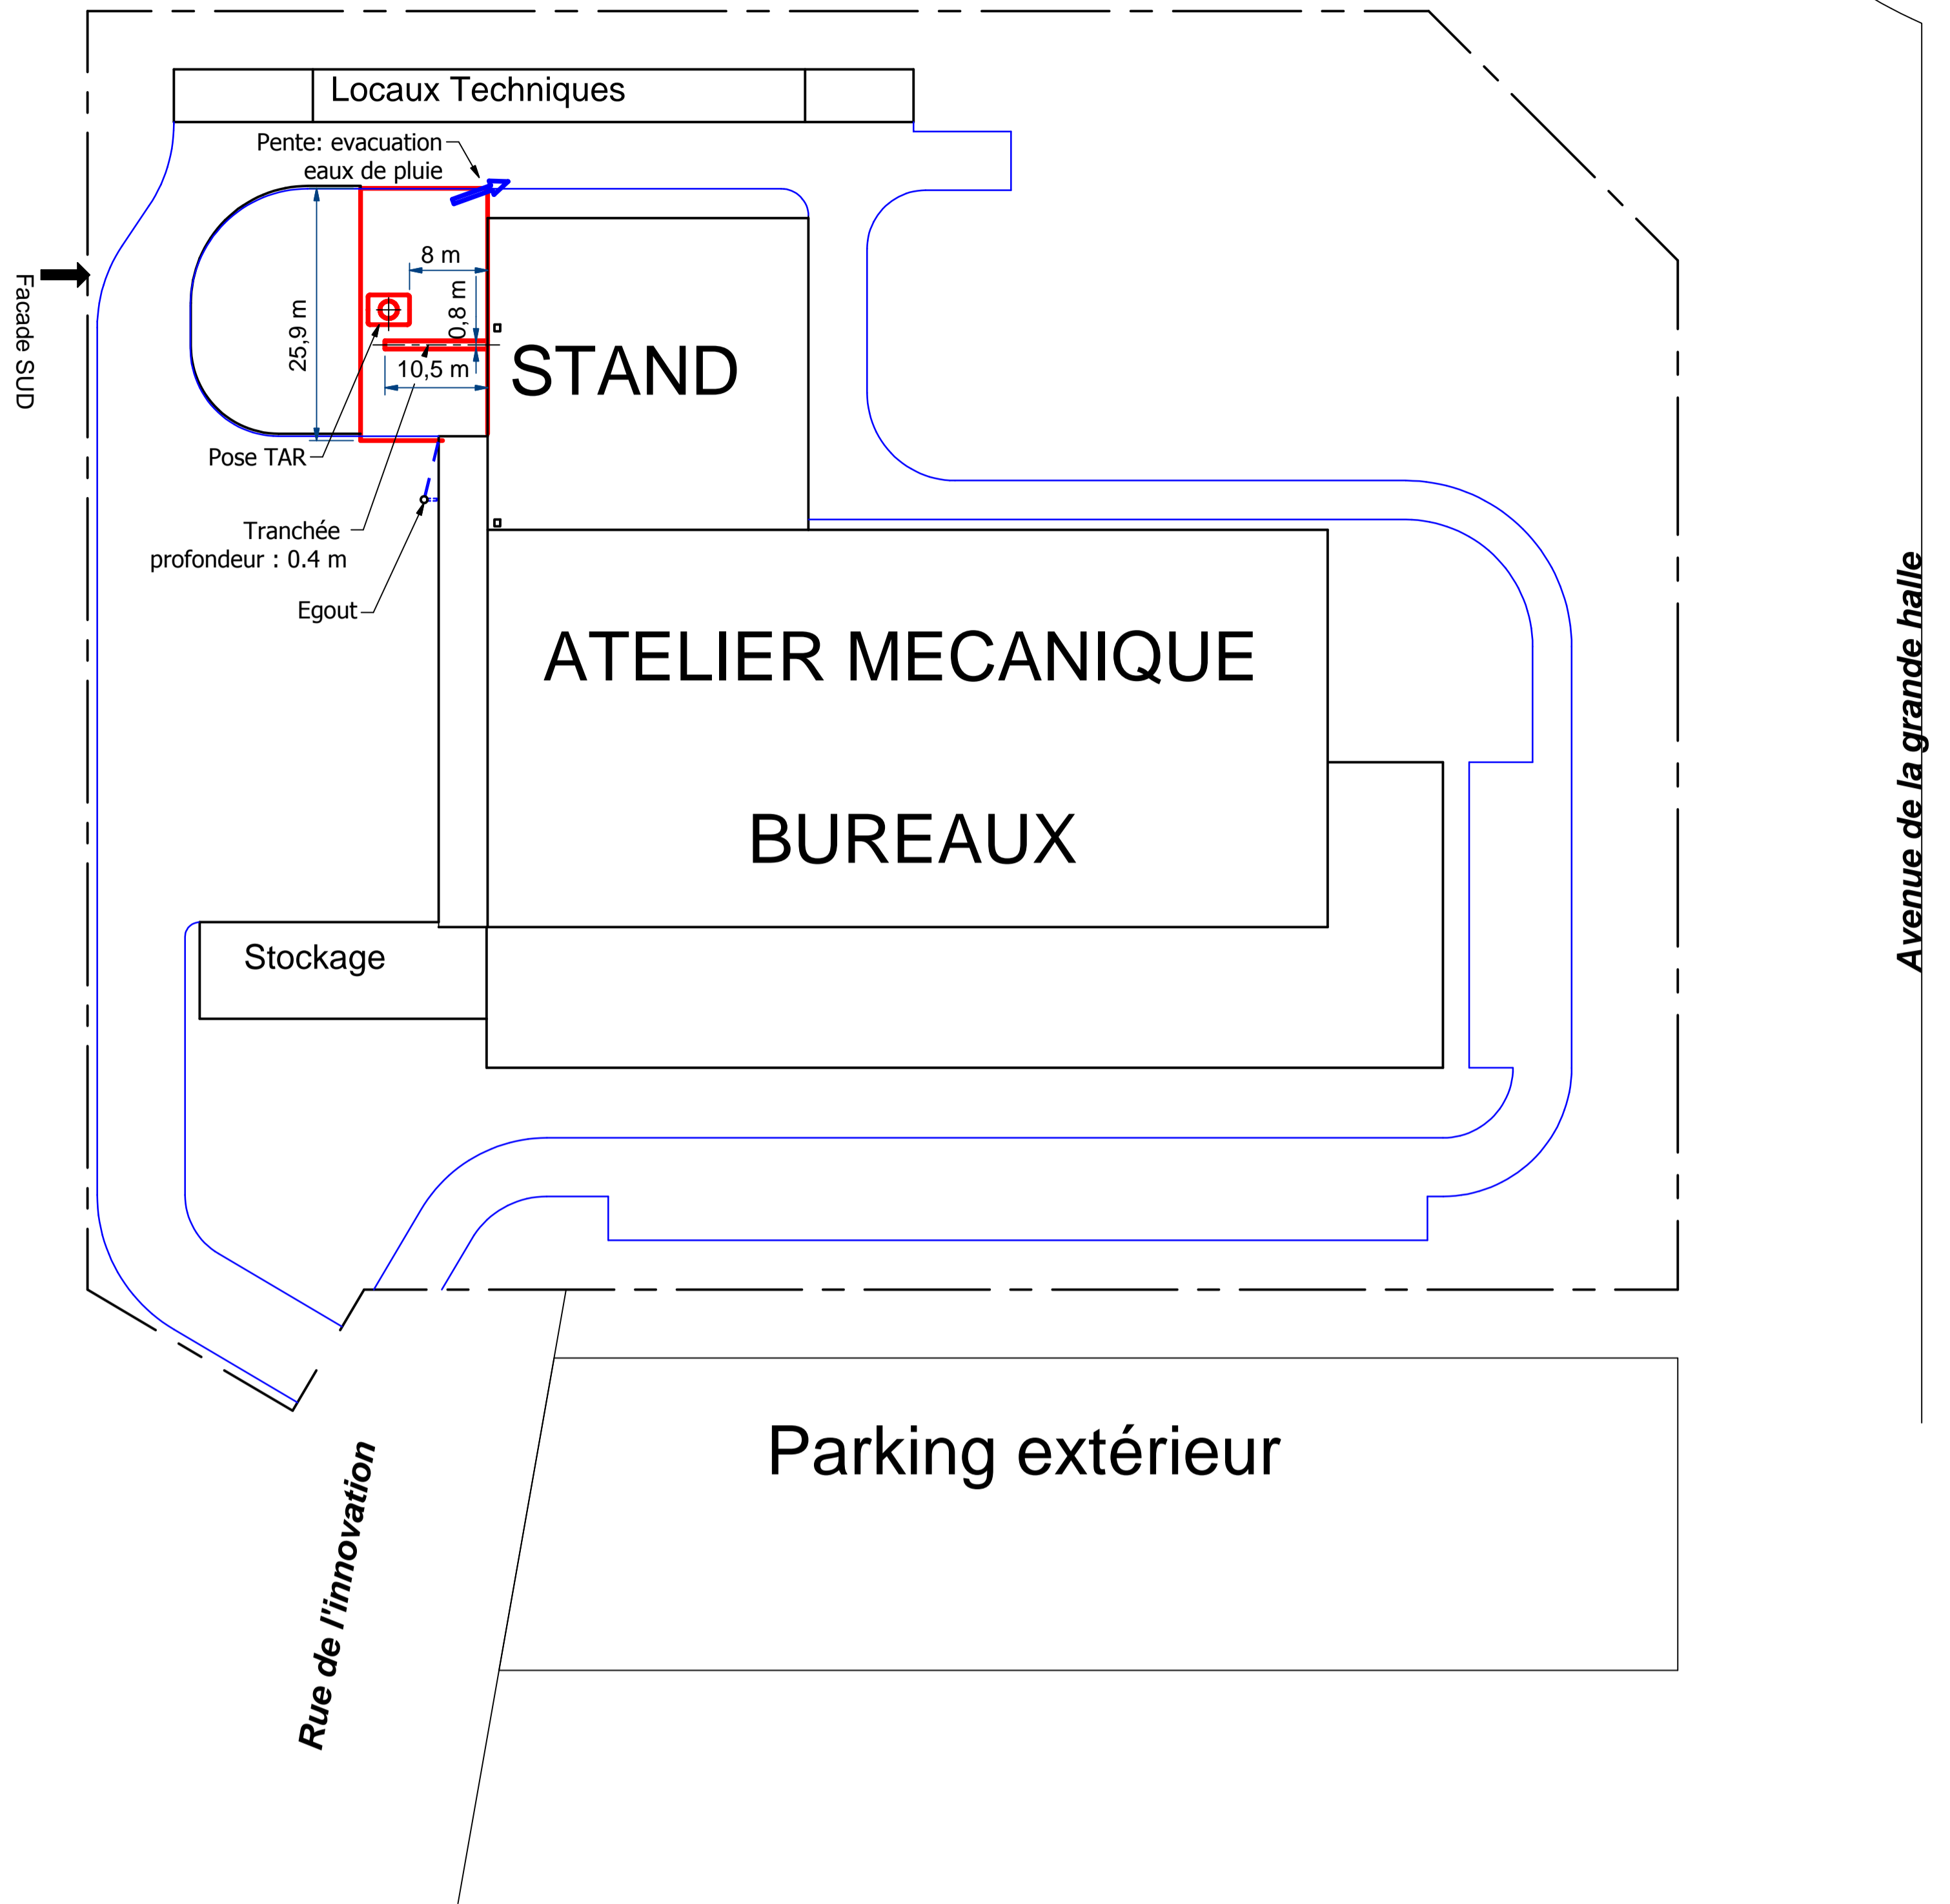 Locaux Techniques
Pente: evacuation
eaux de pluie
8 m
0,8 m
25,9 m
10,5 m
Facade SUD
STAND
Pose TAR
Tranchée
profondeur : 0.4 m
Egout
ATELIER MECANIQUE
BUREAUX
Avenue de la grande halle
Stockage
Parking extérieur
Rue de l'innovation